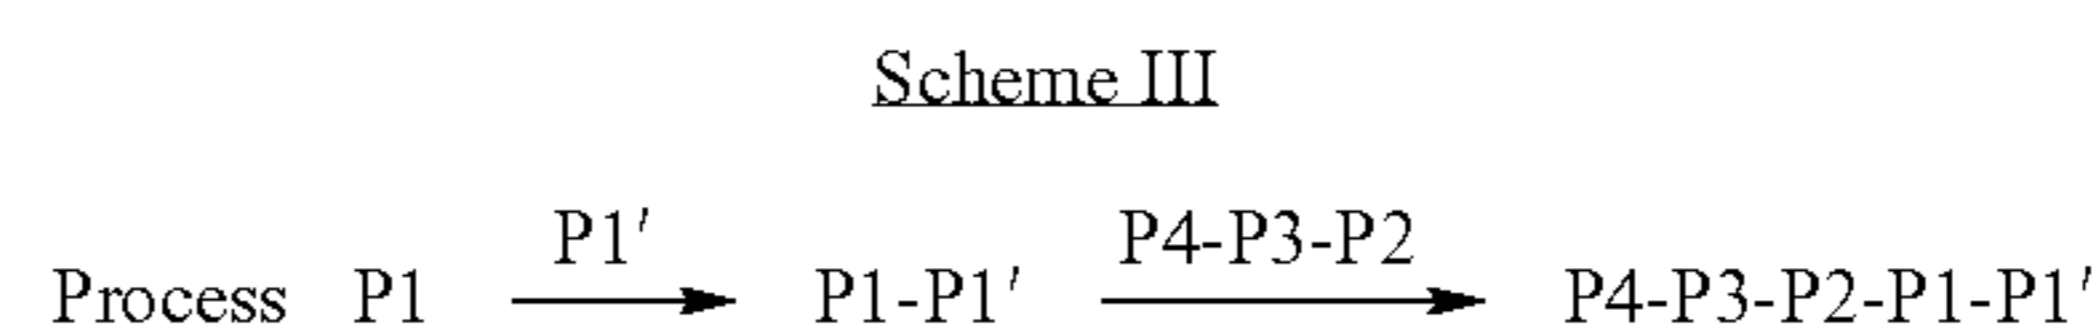 Scheme III
P1′ P4-P3-P2
Process P1 P1-P1′ P4-P3-P2-P1-P1′